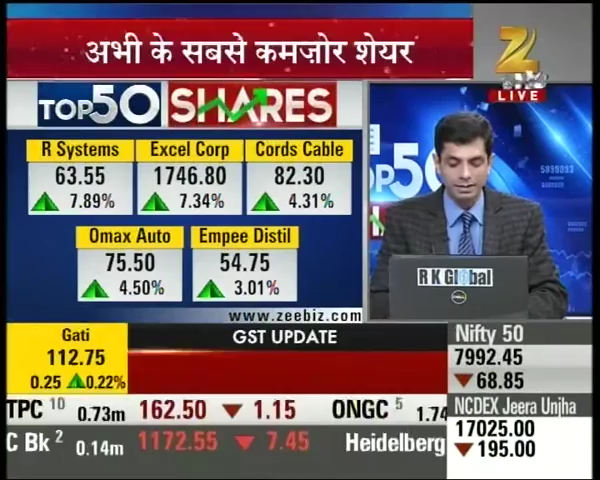 अभी के सबसे कमज़ोर शेयर
LIVE
TOP50 SHARES
R Systems
63.55
7.89%
Excel Corp
1746.80
7.34%
Cords Cable
82.30
4.31%
Omax Auto
75.50
4.50%
Empee Distil
54.75
3.01%
www.zeebiz.com
R K Global
DELL
Gati
112.75
0.25 0.22%
GST UPDATE
Nifty 50
7992.45
68.85
NCDEX Jeera Unjha
17025.00
195.00
TPC 10 0.73m 162.50 1.15 ONGC 5 1.74
C Bk 2 0.14m 1172.55 7.45 Heidelberg